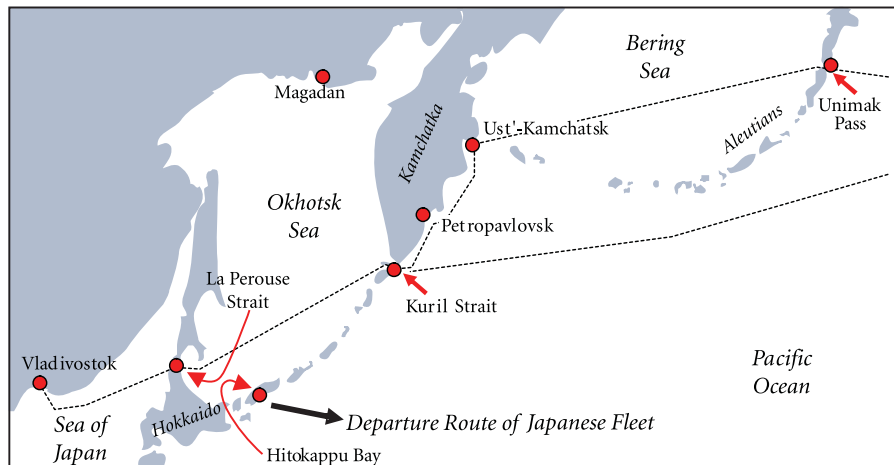 Bering
Sea
Magadan
Unimak
Pass
Aleutians
Kamchatka
Ust'-Kamchatsk
Okhotsk
Sea
Petropavlovsk
La Perouse
Strait
Kuril Strait
Vladivostok
Pacific
Ocean
Hokkaido
Sea of
Japan
Departure Route of Japanese Fleet
Hitokappu Bay